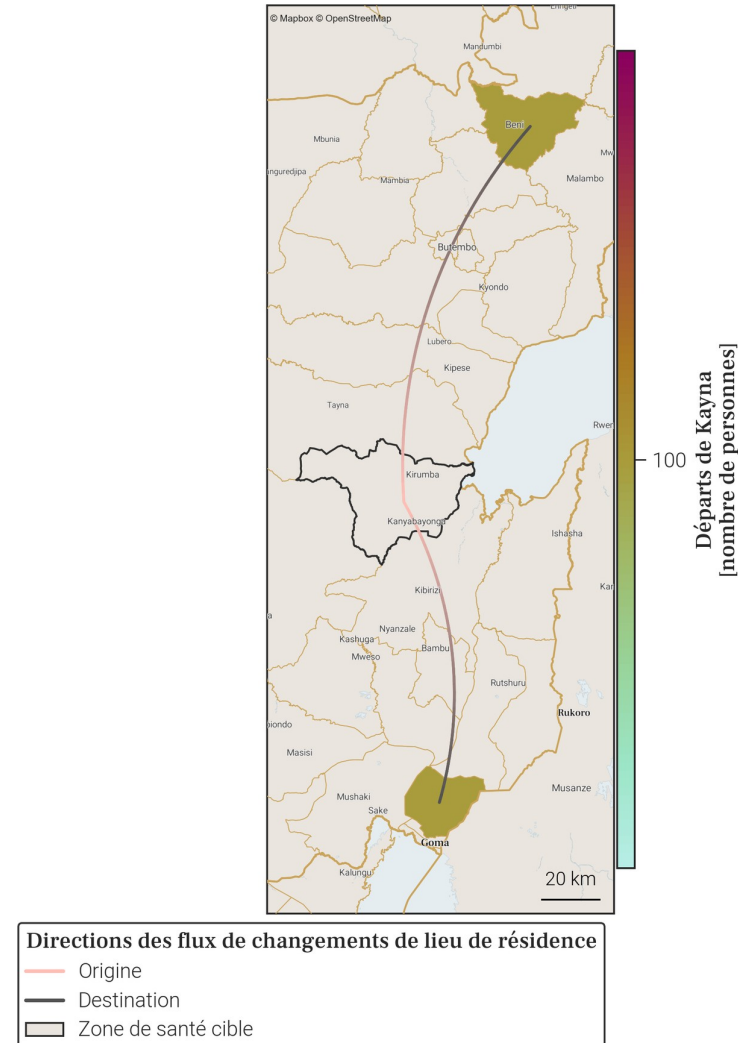 © Mapbox © OpenStreetMap
Mandumbi
Beni
Mbunia
Mambia
Malambo
Butembo
Kyondo
Lubero
Kipese
Tayna
Kirumba
Kanyabayonga
Ishasha
Kibirizi
Nyanzale
Kashuga
Bambu
Mweso
Rutshuru
Rukoro
Masisi
Mushaki
Musanze
Sake
Goma
Kalungu
20 km
100
Départs de Kayna
[nombre de personnes]
Directions des flux de changements de lieu de résidence
Origine
Destination
Zone de santé cible